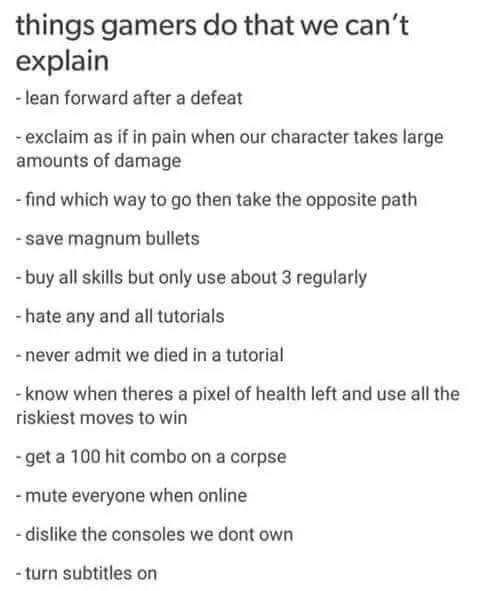 things gamers do that we can't
explain
- lean forward after a defeat
- exclaim as if in pain when our character takes large
amounts of damage
- find which way to go then take the opposite path
- save magnum bullets
- buy all skills but only use about 3 regularly
- hate any and all tutorials
- never admit we died in a tutorial
- know when theres a pixel of health left and use all the
riskiest moves to win
- get a 100 hit combo on a corpse
- mute everyone when online
- dislike the consoles we dont own
- turn subtitles on